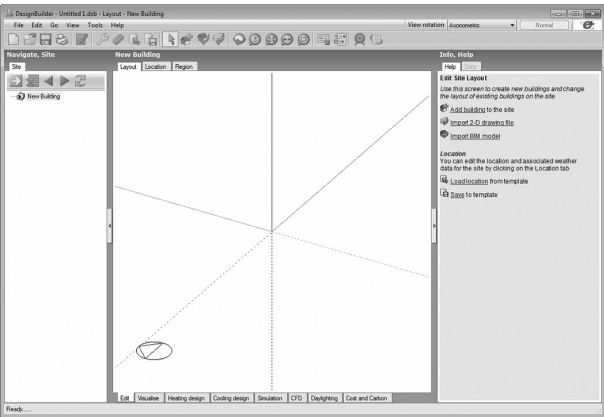 DesignBuilder - Untitled 1.dsb - Layout - New Building
File Edit Go View Tools Help
View rotation Axonometric
Normal
Navigate, Site
Site
New Building
New Building
Layout Location Region
Info, Help
Help Data
Edit Site Layout
Use this screen to create new buildings and change
the layout of existing buildings on the site.
Add building to the site
Import 2-D drawing file
Import BIM model
Location
You can edit the location and associated weather
data for the site by clicking on the Location tab
Load location from template
Save to template
Edit Visualise Heating design Cooling design Simulation CFD Daylighting Cost and Carbon
Ready.....